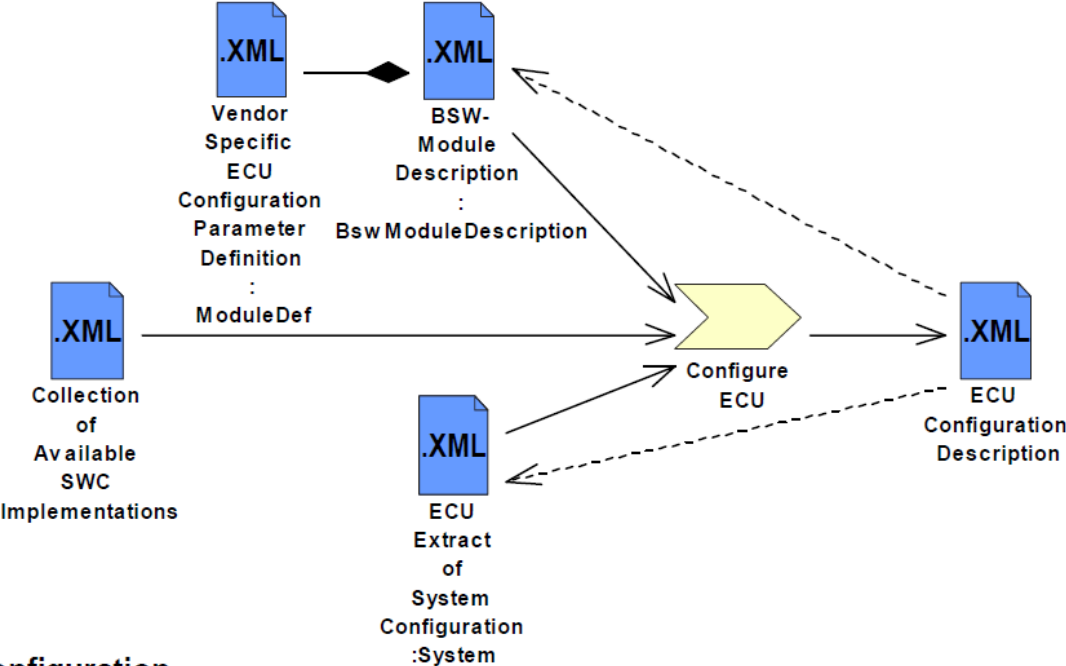 .XML
Vendor
Specific
ECU
Configuration
Parameter
Definition
:
ModuleDef
.XML
BSW-
Module
Description
:
BswModuleDescription
.XML
Collection
of
Available
SWC
Implementations
.XML
ECU
Extract
of
System
Configuration
:System
Configure
ECU
.XML
ECU
Configuration
Description